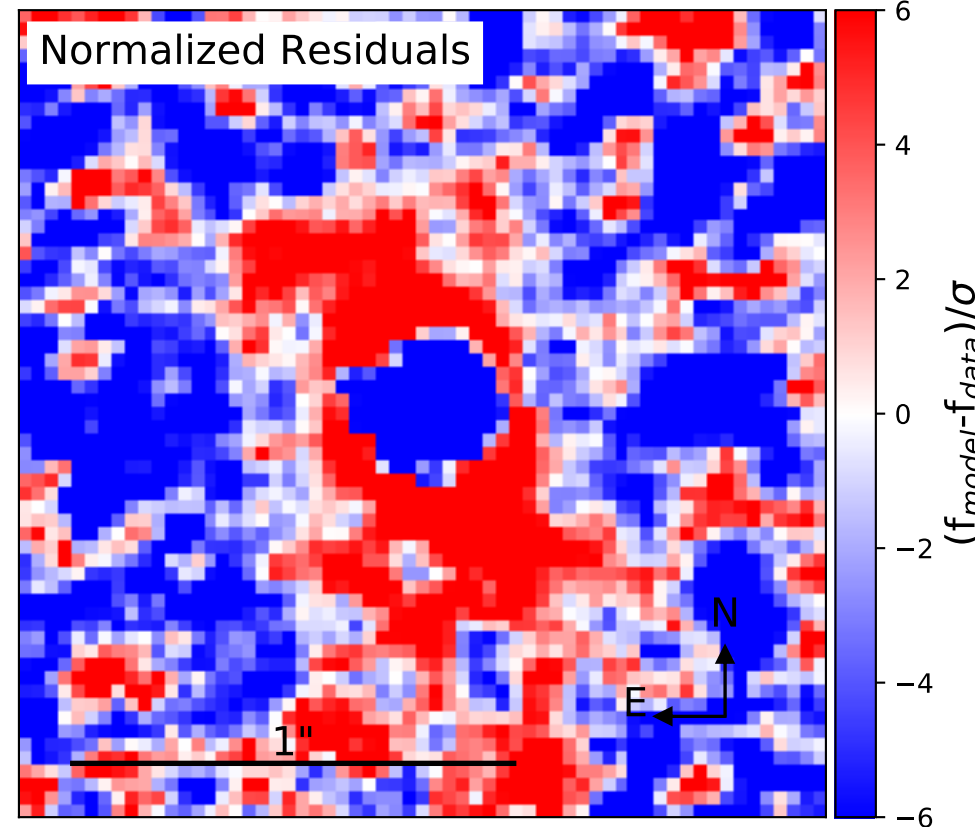 Normalized Residuals
6
4
2
0
−2
−4
−6
(f_model-f_data)/σ
N
E
1"